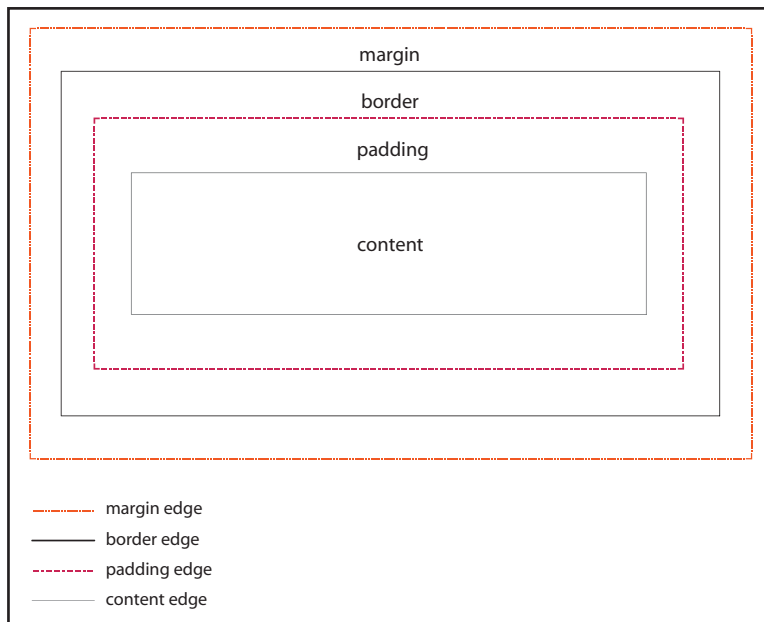 margin
border
padding
content
margin edge
border edge
padding edge
content edge